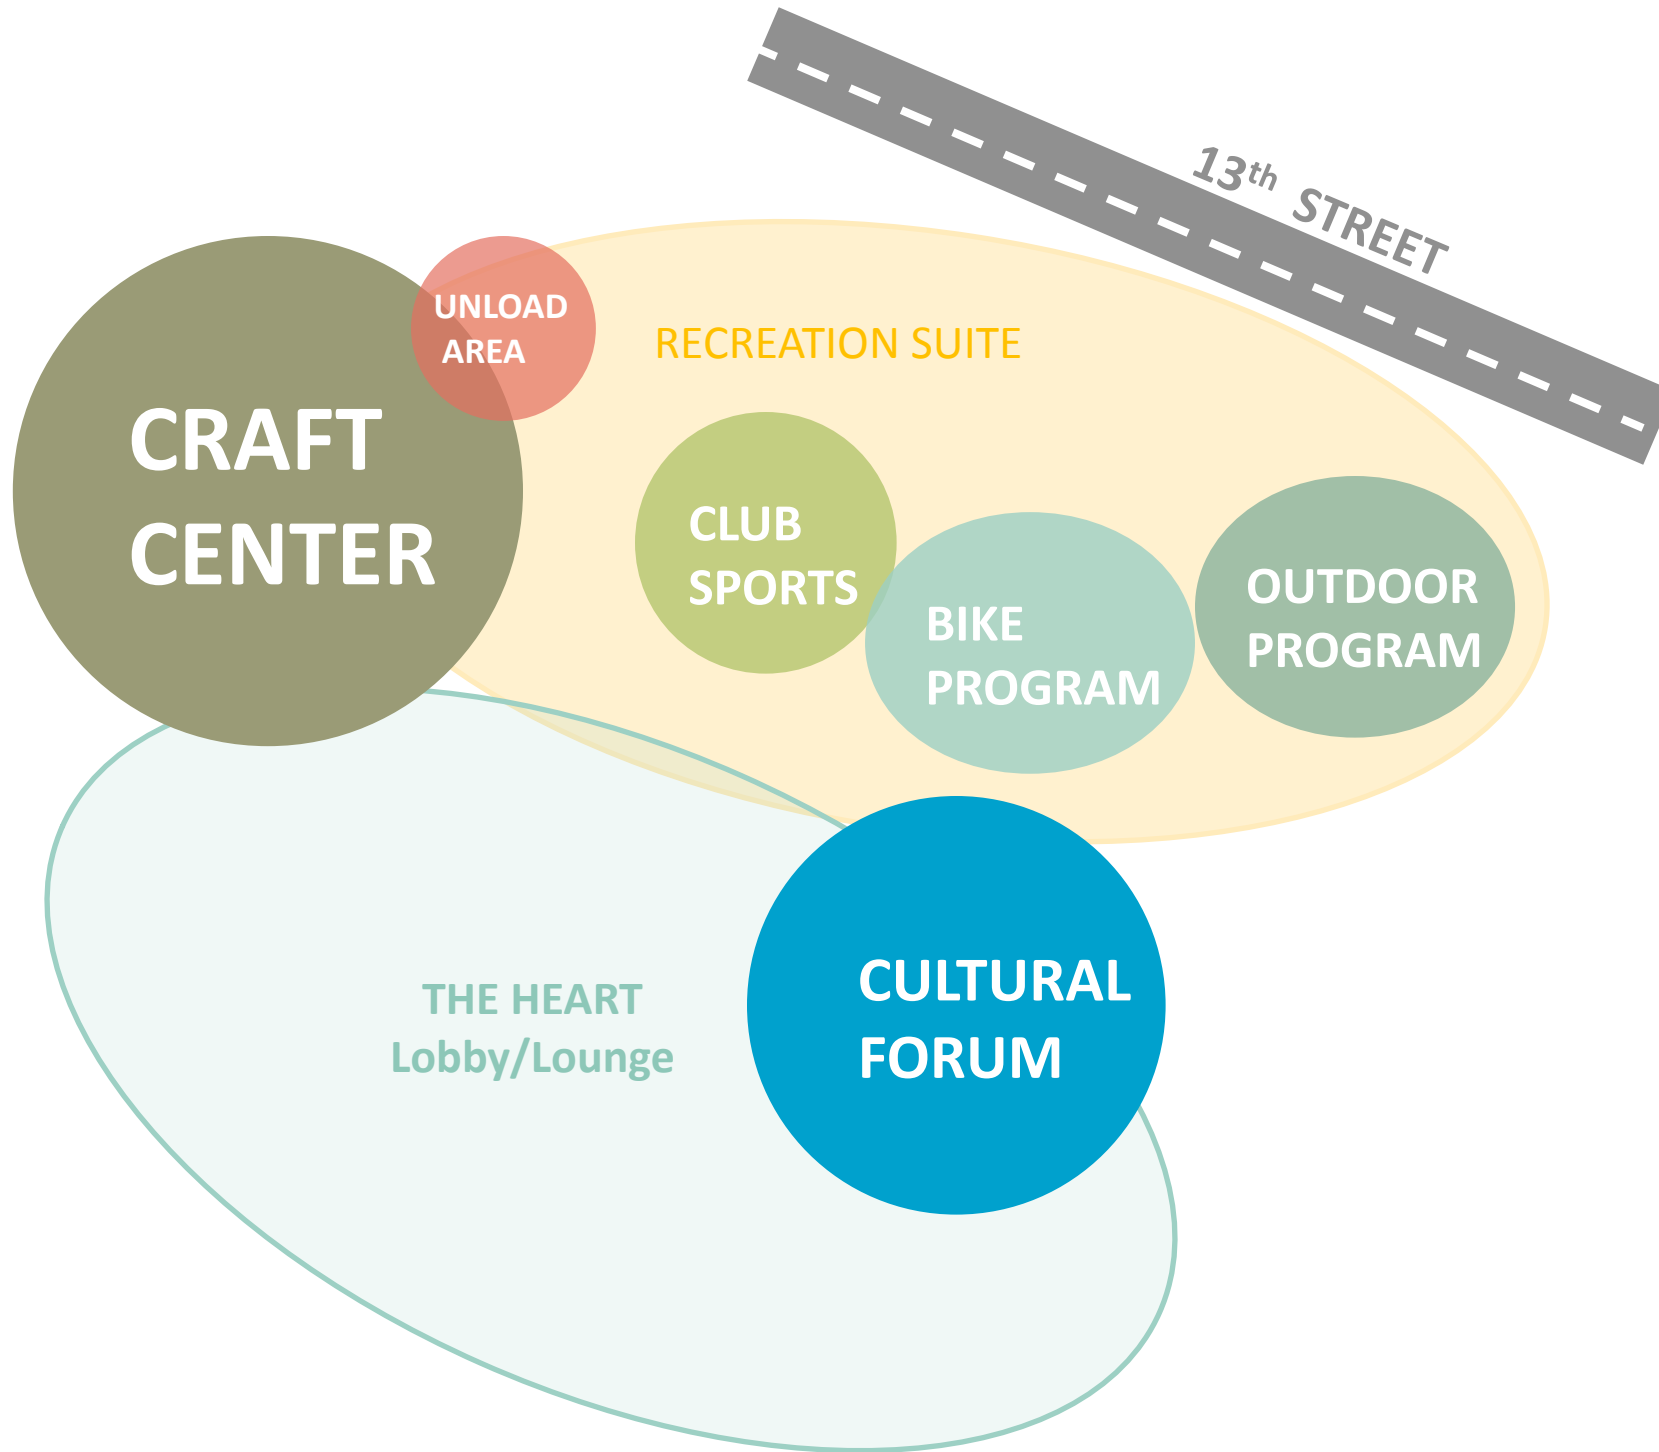 13th STREET
UNLOAD
AREA
RECREATION SUITE
CRAFT
CENTER
CLUB
SPORTS
BIKE
PROGRAM
OUTDOOR
PROGRAM
THE HEART
Lobby/Lounge
CULTURAL
FORUM